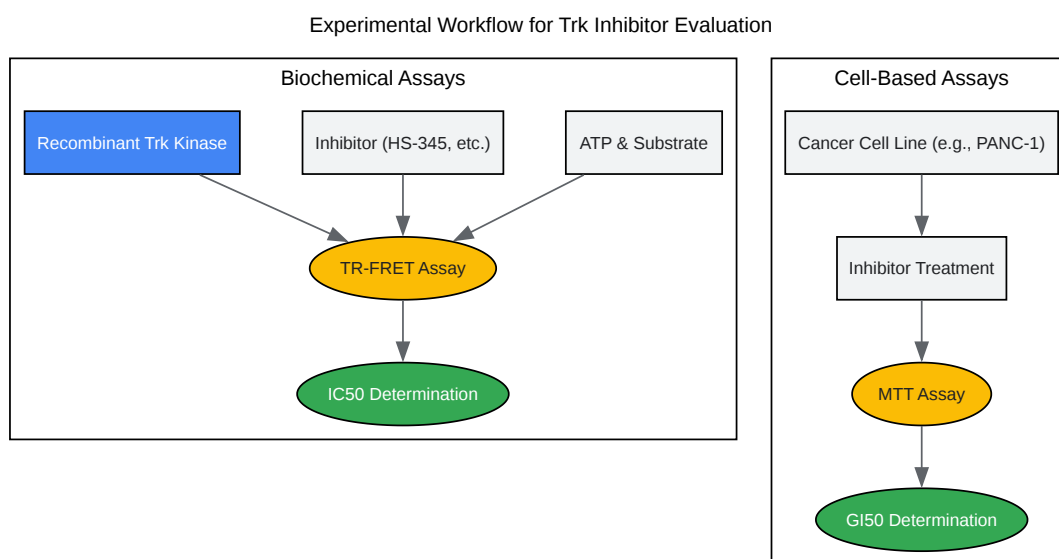 Experimental Workflow for Trk Inhibitor Evaluation
Biochemical Assays
Recombinant Trk Kinase
Inhibitor (HS-345, etc.)
ATP & Substrate
TR-FRET Assay
IC50 Determination
Cell-Based Assays
Cancer Cell Line (e.g., PANC-1)
Inhibitor Treatment
MTT Assay
GI50 Determination